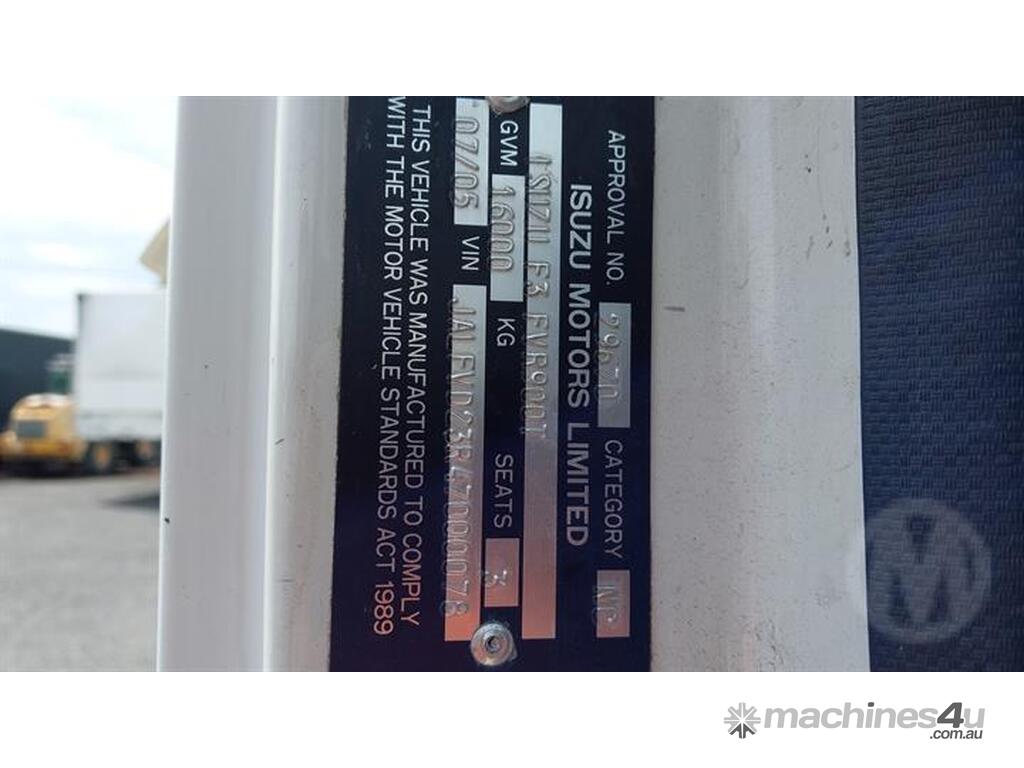 APPROVAL NO. 29670 CATEGORY NC
ISUZU MOTORS LIMITED
ISUZU F3 FVR900T
GVM 16000 KG SEATS 3
07/05 VIN JALFVD23R47000078
THIS VEHICLE WAS MANUFACTURED TO COMPLY
WITH THE MOTOR VEHICLE STANDARDS ACT 1989
machines4u
.com.au